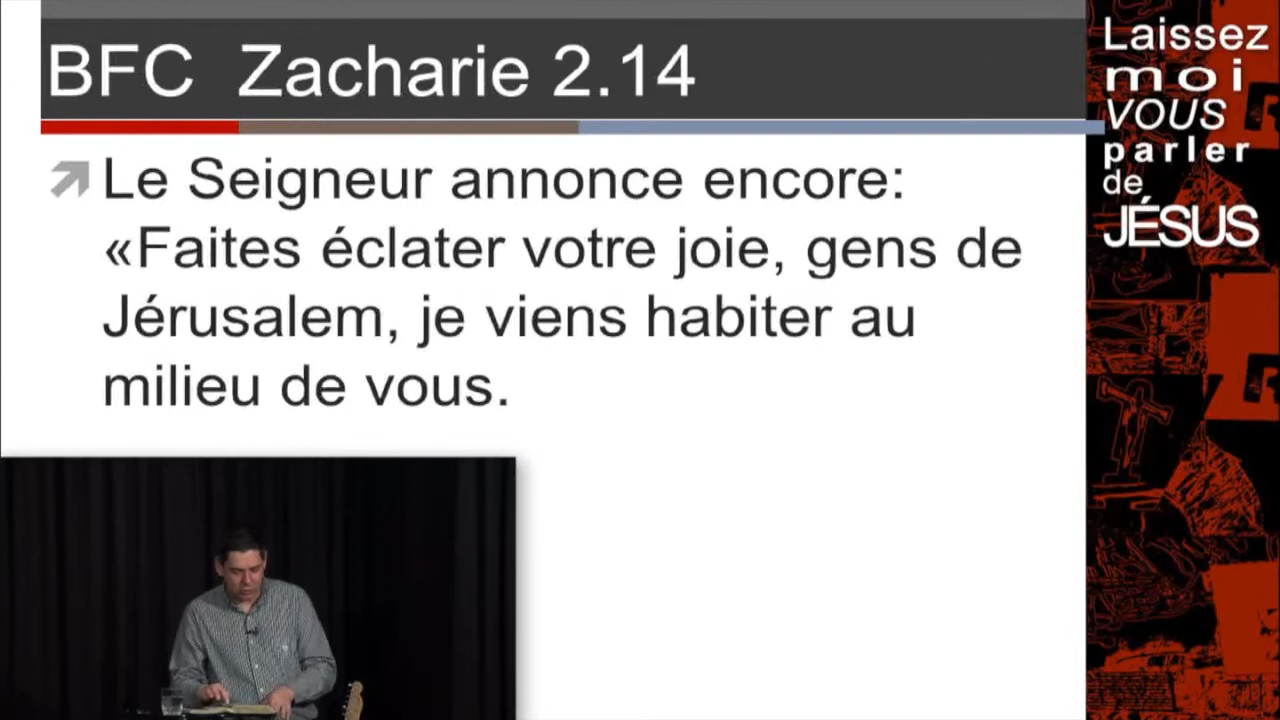 BFC Zacharie 2.14
Le Seigneur annonce encore:
«Faites éclater votre joie, gens de
Jérusalem, je viens habiter au
milieu de vous.
Laissez
moi
vous
parler
de
JÉSUS